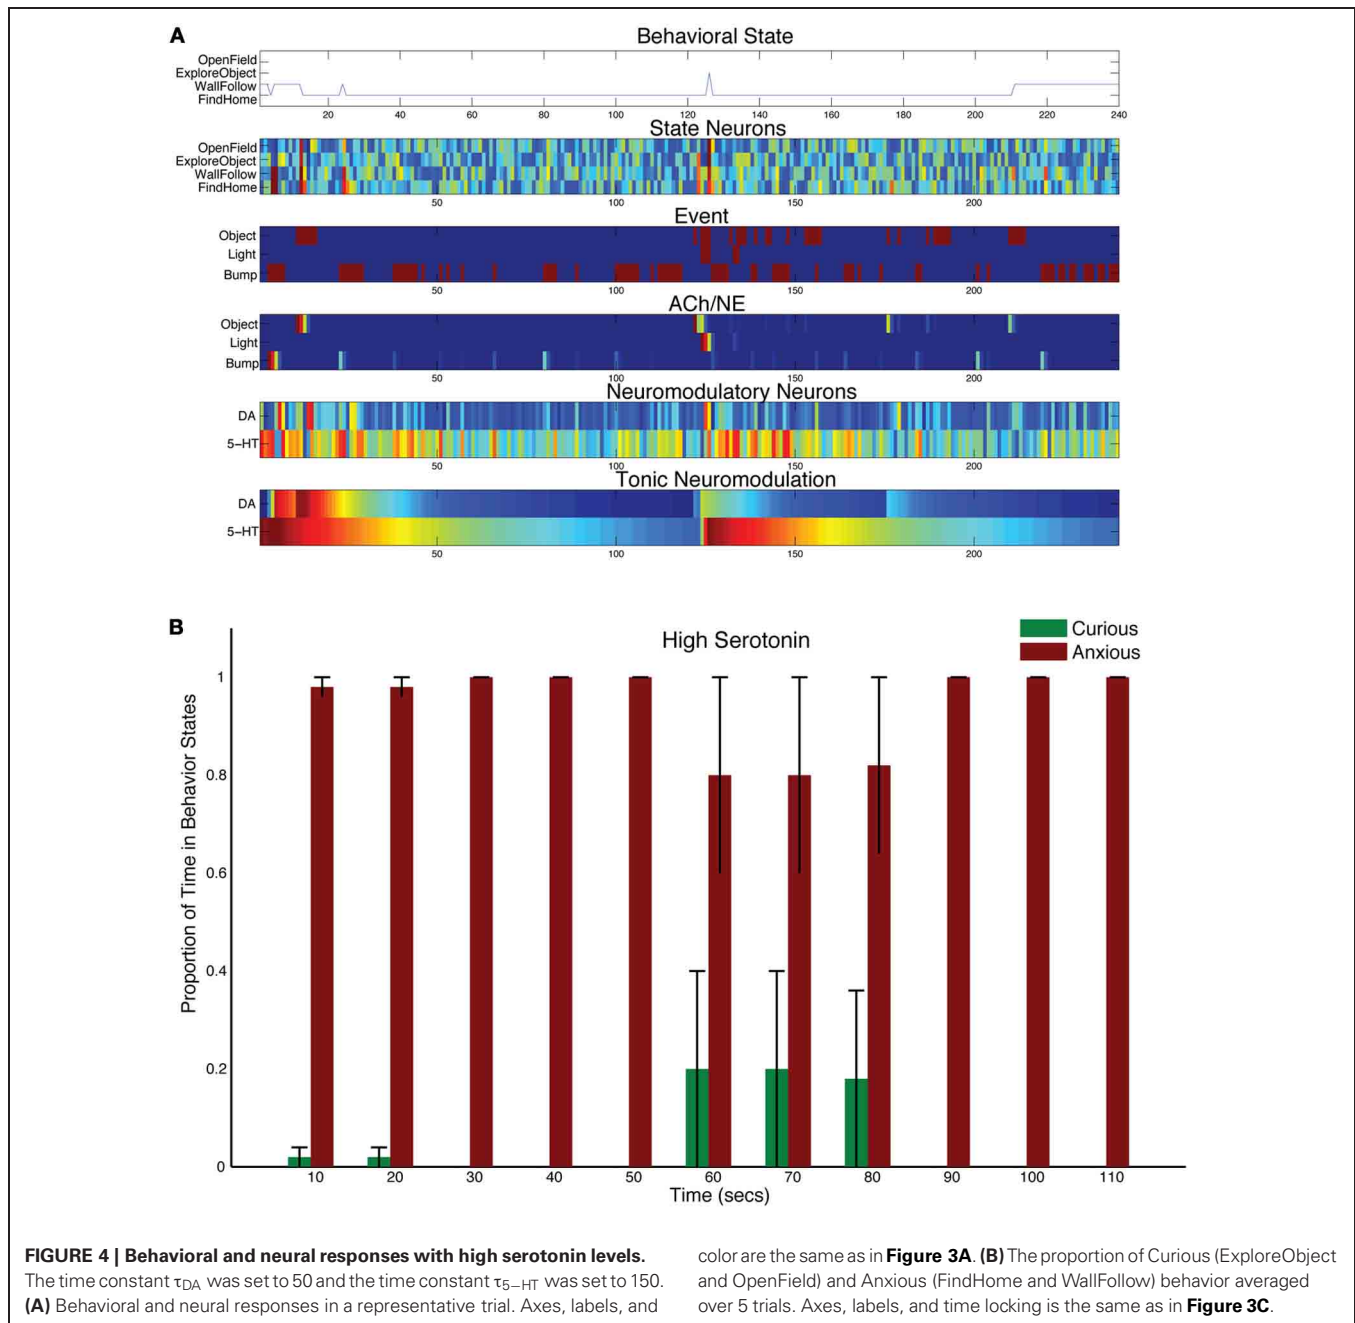 A
Behavioral State
OpenField
ExploreObject
WallFollow
FindHome
20 40 60 80 100 120 140 160 180 200 220 240
State Neurons
OpenField
ExploreObject
WallFollow
FindHome
50 100 150 200
Event
Object
Light
Bump
50 100 150 200
ACh/NE
Object
Light
Bump
50 100 150 200
Neuromodulatory Neurons
DA
5-HT
50 100 150 200
Tonic Neuromodulation
DA
5-HT
50 100 150 200
B
High Serotonin
Curious
Anxious
Proportion of Time in Behavior States
1
0.8
0.6
0.4
0.2
0
10 20 30 40 50 60 70 80 90 100 110
Time (secs)
FIGURE 4 | Behavioral and neural responses with high serotonin levels.
The time constant τDA was set to 50 and the time constant τ5–HT was set to 150.
(A) Behavioral and neural responses in a representative trial. Axes, labels, and
color are the same as in Figure 3A. (B) The proportion of Curious (ExploreObject
and OpenField) and Anxious (FindHome and WallFollow) behavior averaged
over 5 trials. Axes, labels, and time locking is the same as in Figure 3C.